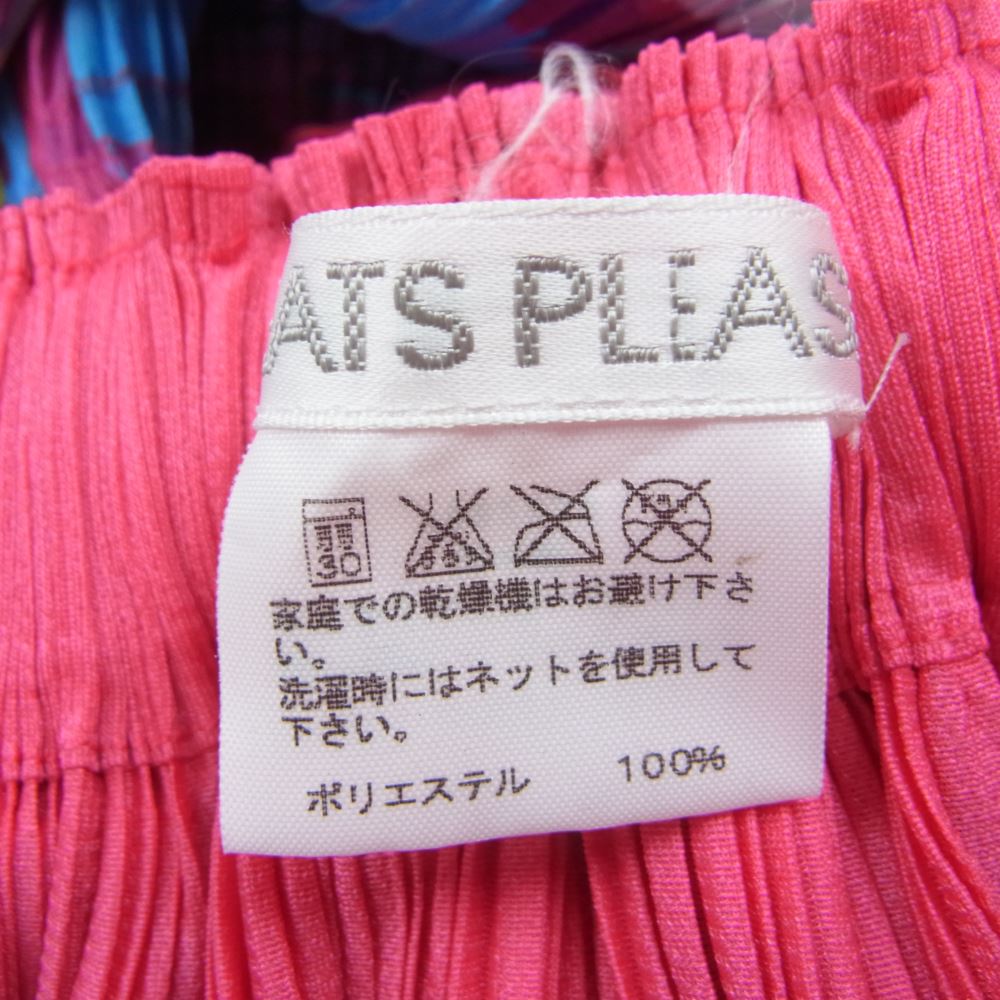 ATS PLEAS
30
家庭での乾燥機はお避け下さ
い。
洗濯時にはネットを使用して
下さい。
ポリエステル 100%